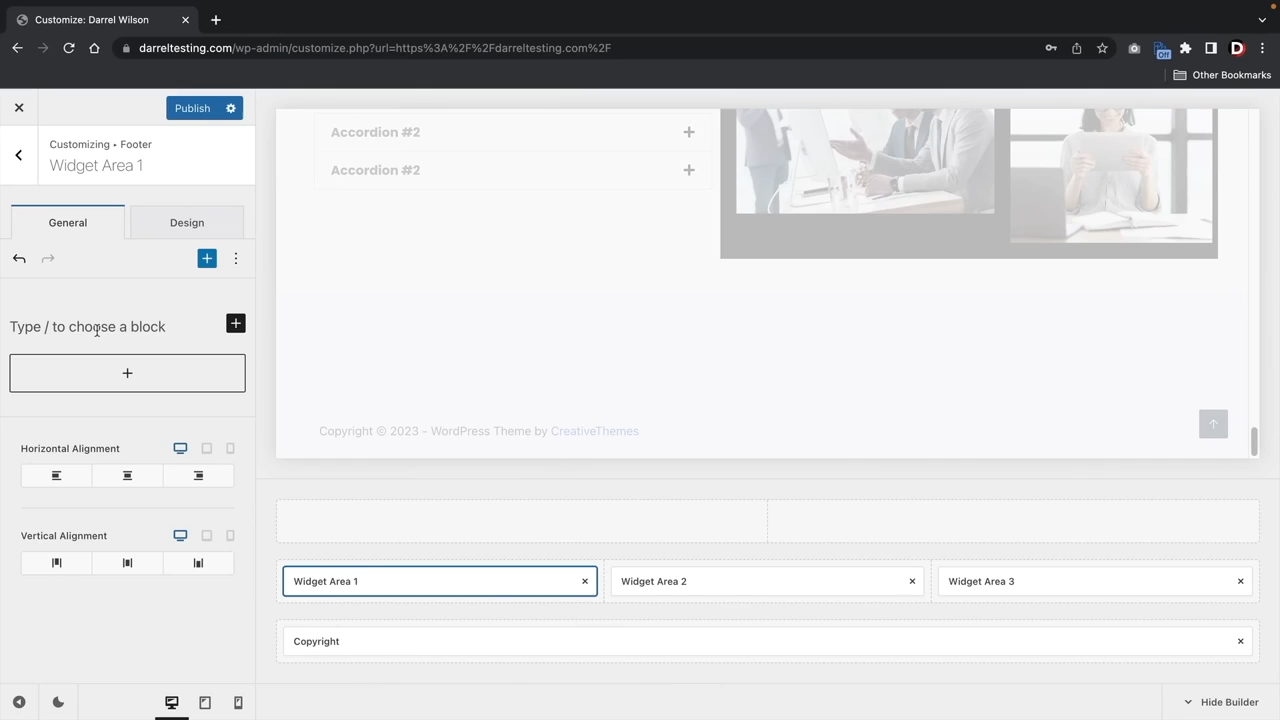 Customize: Darrel Wilson
darreltesting.com/wp-admin/customize.php?url=https%3A%2F%2Fdarreltesting.com%2F
Off
D
Other Bookmarks
Publish
Customizing • Footer
Widget Area 1
General
Design
Type / to choose a block
Horizontal Alignment
Vertical Alignment
Accordion #2
Accordion #2
Copyright © 2023 - WordPress Theme by CreativeThemes
Widget Area 1
Widget Area 2
Widget Area 3
Copyright
Hide Builder